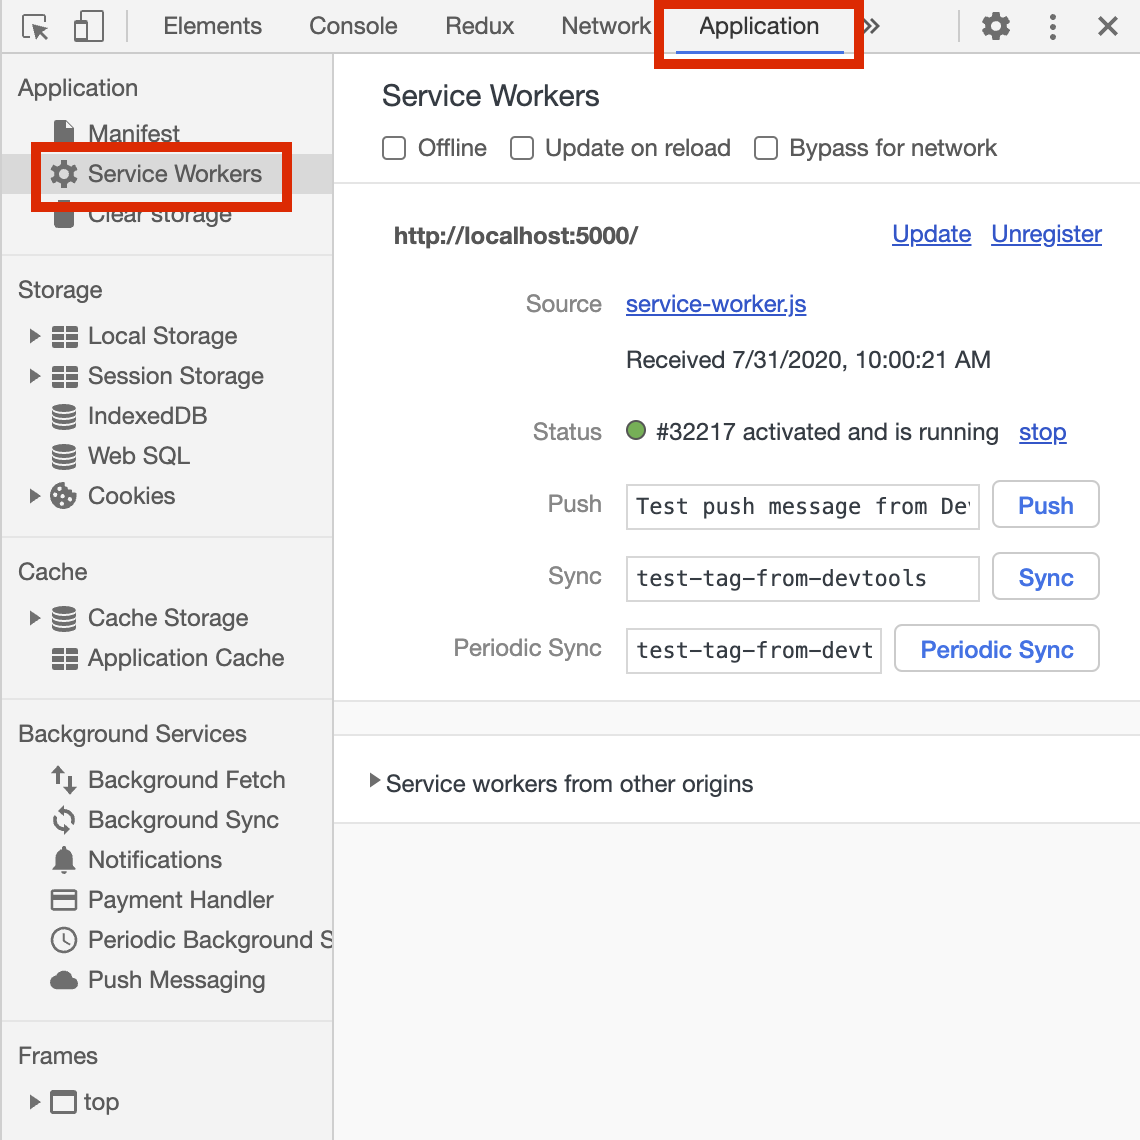 Elements Console Redux Network Application
Application
Manifest
Service Workers
Clear storage
Storage
Local Storage
Session Storage
IndexedDB
Web SQL
Cookies
Cache
Cache Storage
Application Cache
Background Services
Background Fetch
Background Sync
Notifications
Payment Handler
Periodic Background S
Push Messaging
Frames
top
Service Workers
Offline Update on reload Bypass for network
http://localhost:5000/ Update Unregister
Source service-worker.js
Received 7/31/2020, 10:00:21 AM
Status #32217 activated and is running stop
Push Test push message from De Push
Sync test-tag-from-devtools Sync
Periodic Sync test-tag-from-devt Periodic Sync
Service workers from other origins